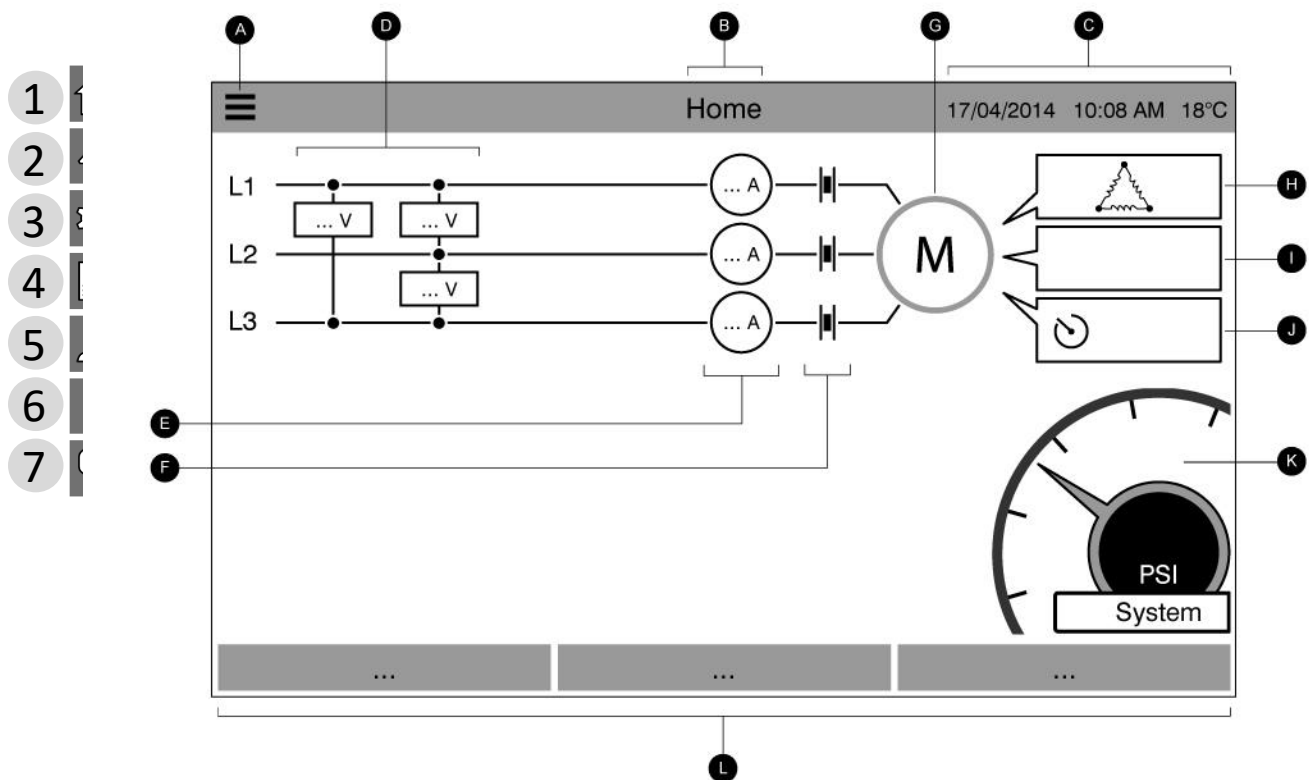 A D B G C
1
2
3
4
5
6
7
Home 17/04/2014 10:08 AM 18°C
L1 ... A
... V ... V
L2 ... A M
... V
L3 ... A
H
I
J
E
F
K
PSI
System
... ... ...
L